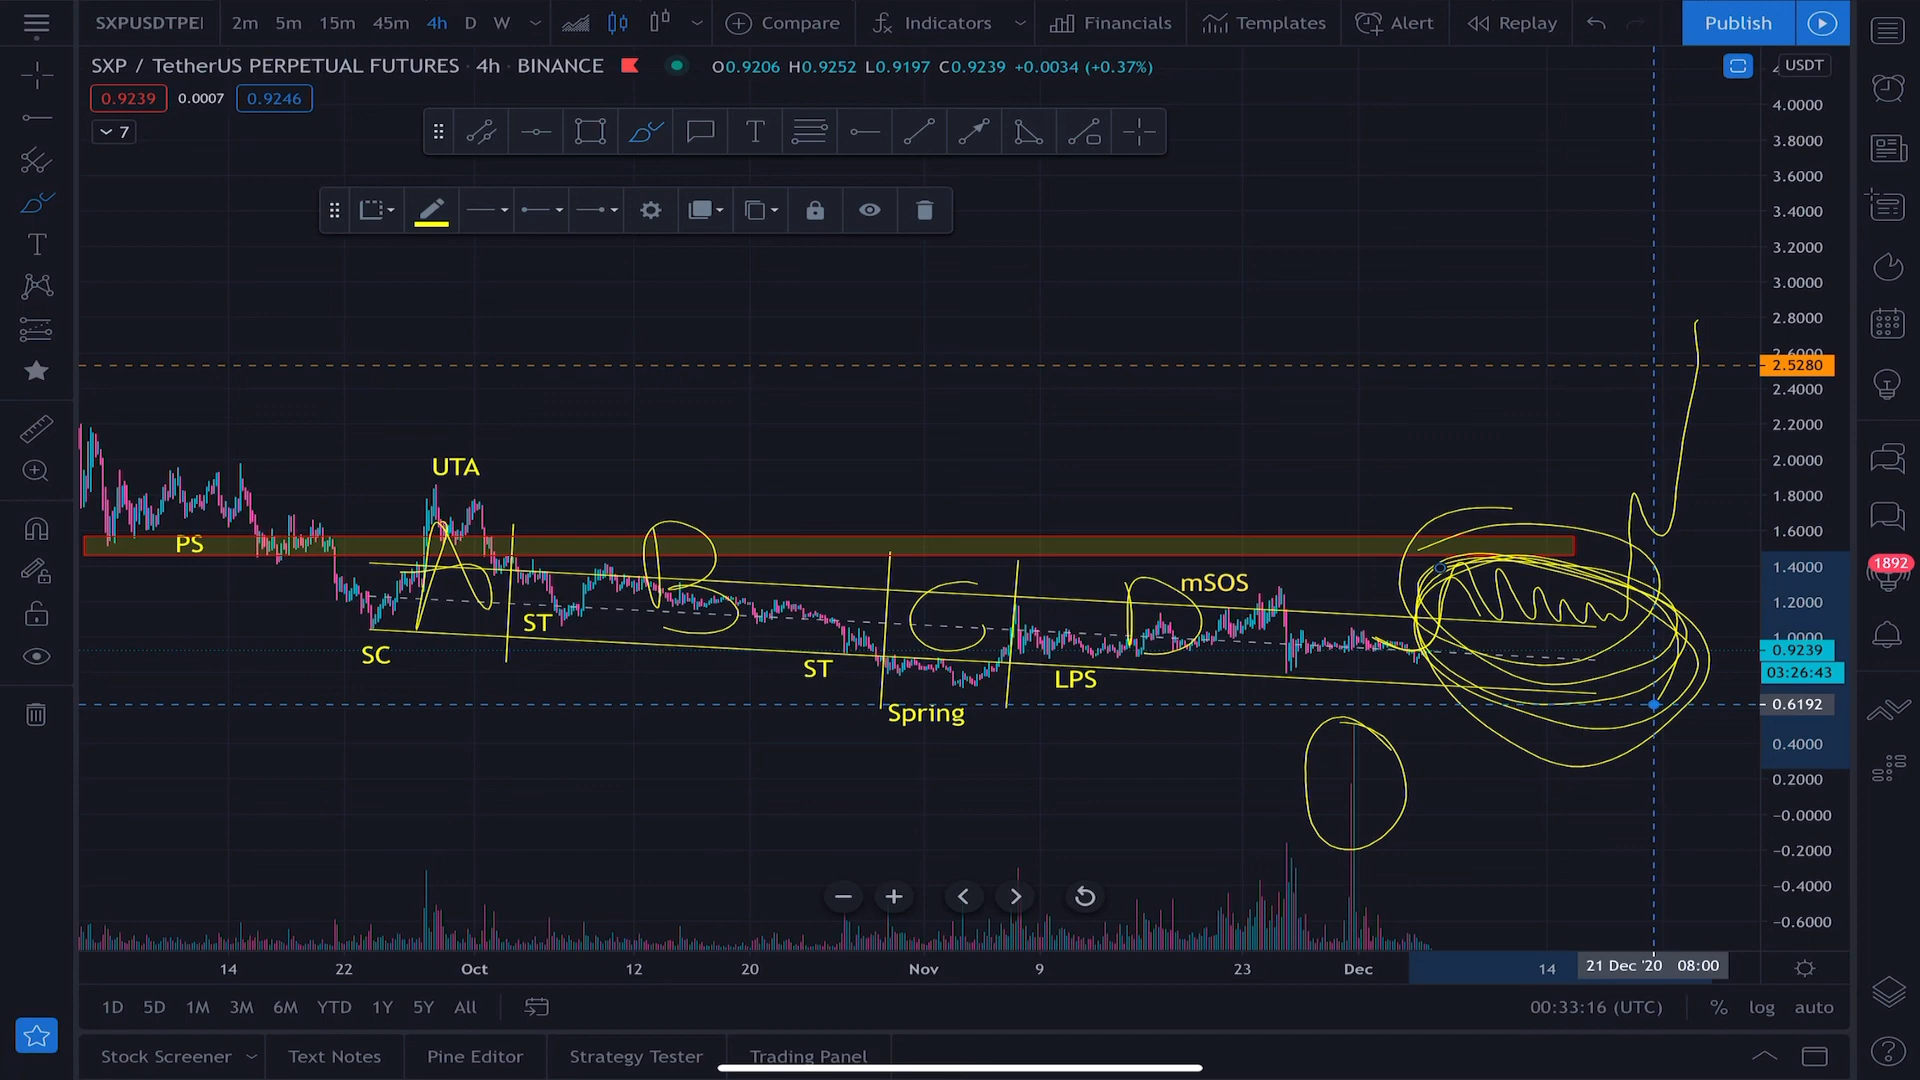 SXPUSDTPE
2m 5m 15m 45m 4h D W
Compare
Indicators
Financials
Templates
Alert
Replay
Publish
SXP / TetherUS PERPETUAL FUTURES · 4h · BINANCE
O0.9206 H0.9252 L0.9197 C0.9239 +0.0034 (+0.37%)
USDT
0.9239 0.0007 0.9246
7
4.0000
3.8000
3.6000
3.4000
3.2000
3.0000
2.8000
2.6000
2.5280
2.4000
2.2000
2.0000
1.8000
1.6000
1.4000
1.2000
1.0000
0.9239
03:26:43
0.6192
0.4000
0.2000
−0.0000
−0.2000
−0.4000
−0.6000
1892
UTA
PS
A
B
C
D
mSOS
ST
SC
ST
LPS
Spring
14 22 Oct 12 20 Nov 9 23 Dec 14 21 Dec '20 08:00
1D 5D 1M 3M 6M YTD 1Y 5Y All
00:33:16 (UTC) % log auto
Stock Screener Text Notes Pine Editor Strategy Tester Trading Panel